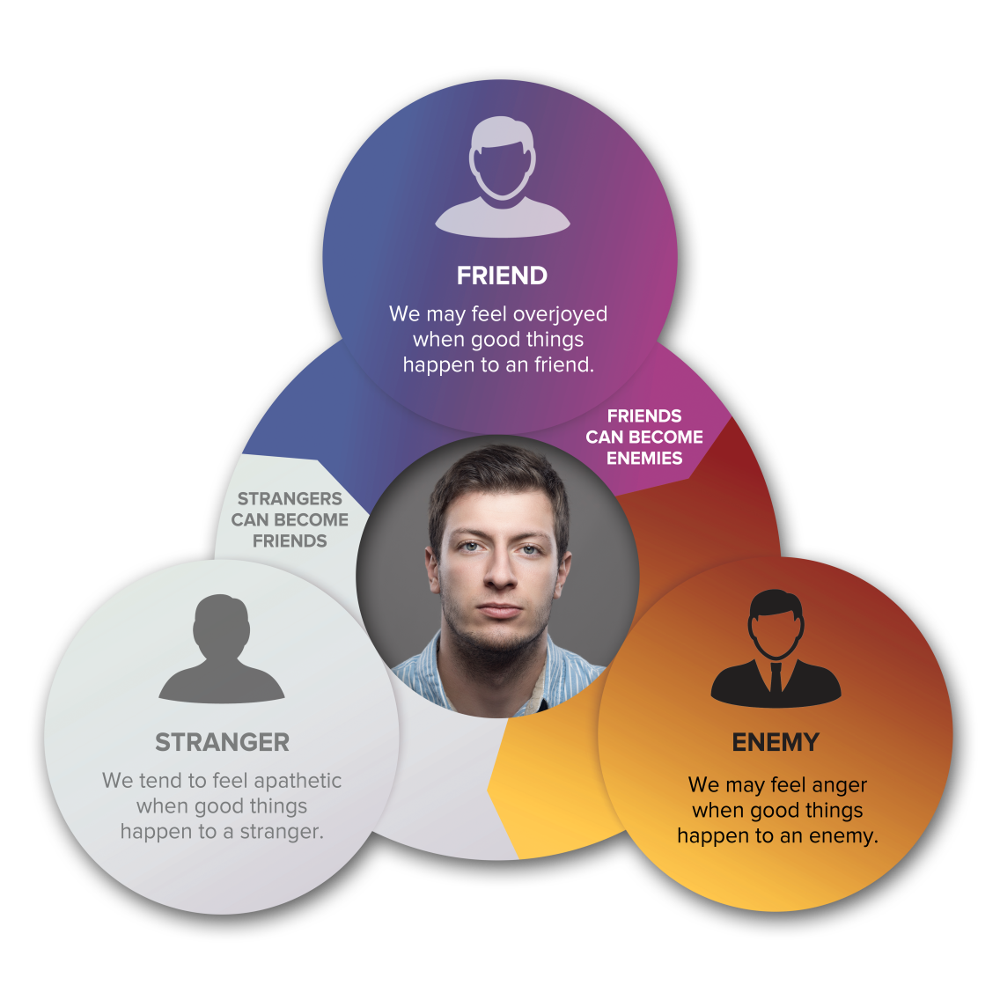 FRIEND
We may feel overjoyed
when good things
happen to an friend.
FRIENDS
CAN BECOME
ENEMIES
STRANGERS
CAN BECOME
FRIENDS
STRANGER
We tend to feel apathetic
when good things
happen to a stranger.
ENEMY
We may feel anger
when good things
happen to an enemy.